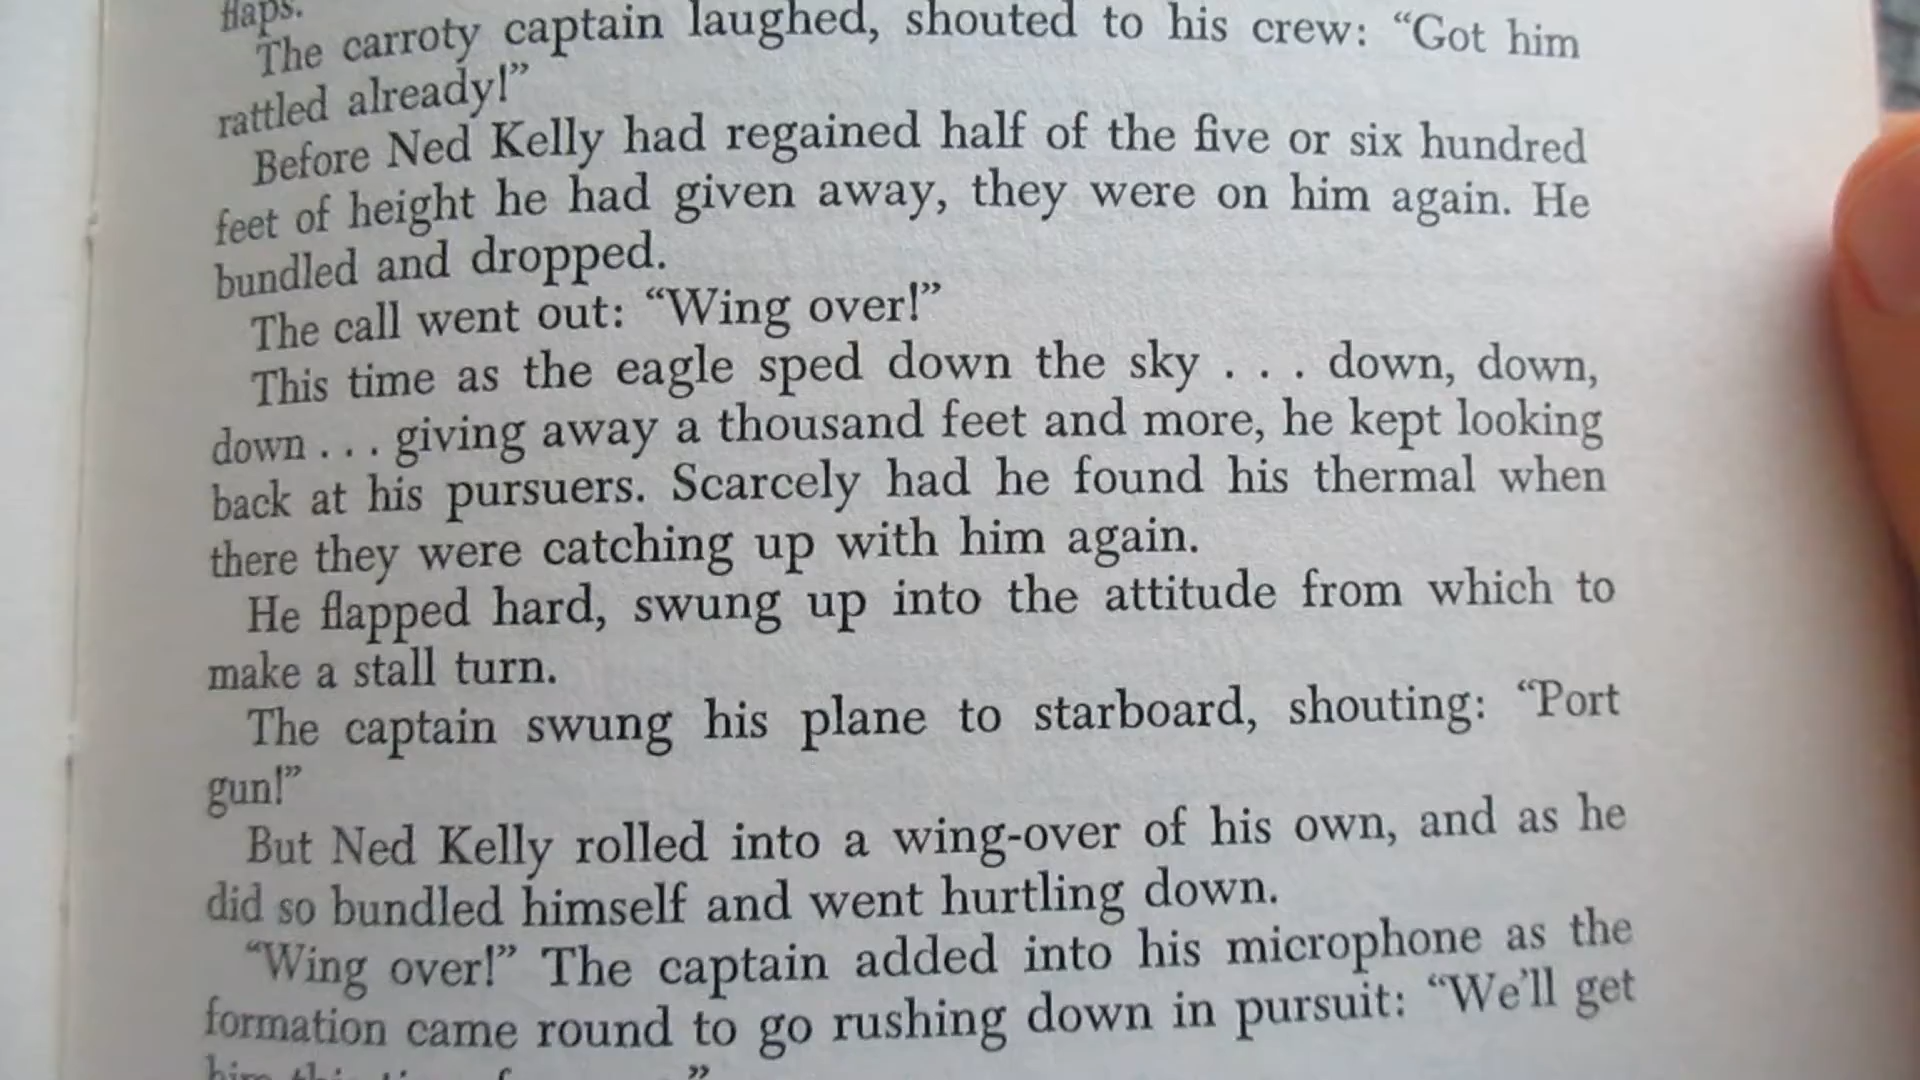 flaps.
The carroty captain laughed, shouted to his crew: “Got him
rattled already!”
Before Ned Kelly had regained half of the five or six hundred
feet of height he had given away, they were on him again. He
bundled and dropped.
The call went out: “Wing over!”
This time as the eagle sped down the sky . . . down, down,
down . . . giving away a thousand feet and more, he kept looking
back at his pursuers. Scarcely had he found his thermal when
there they were catching up with him again.
He flapped hard, swung up into the attitude from which to
make a stall turn.
The captain swung his plane to starboard, shouting: “Port
gun!”
But Ned Kelly rolled into a wing-over of his own, and as he
did so bundled himself and went hurtling down.
“Wing over!” The captain added into his microphone as the
formation came round to go rushing down in pursuit: “We’ll get
him